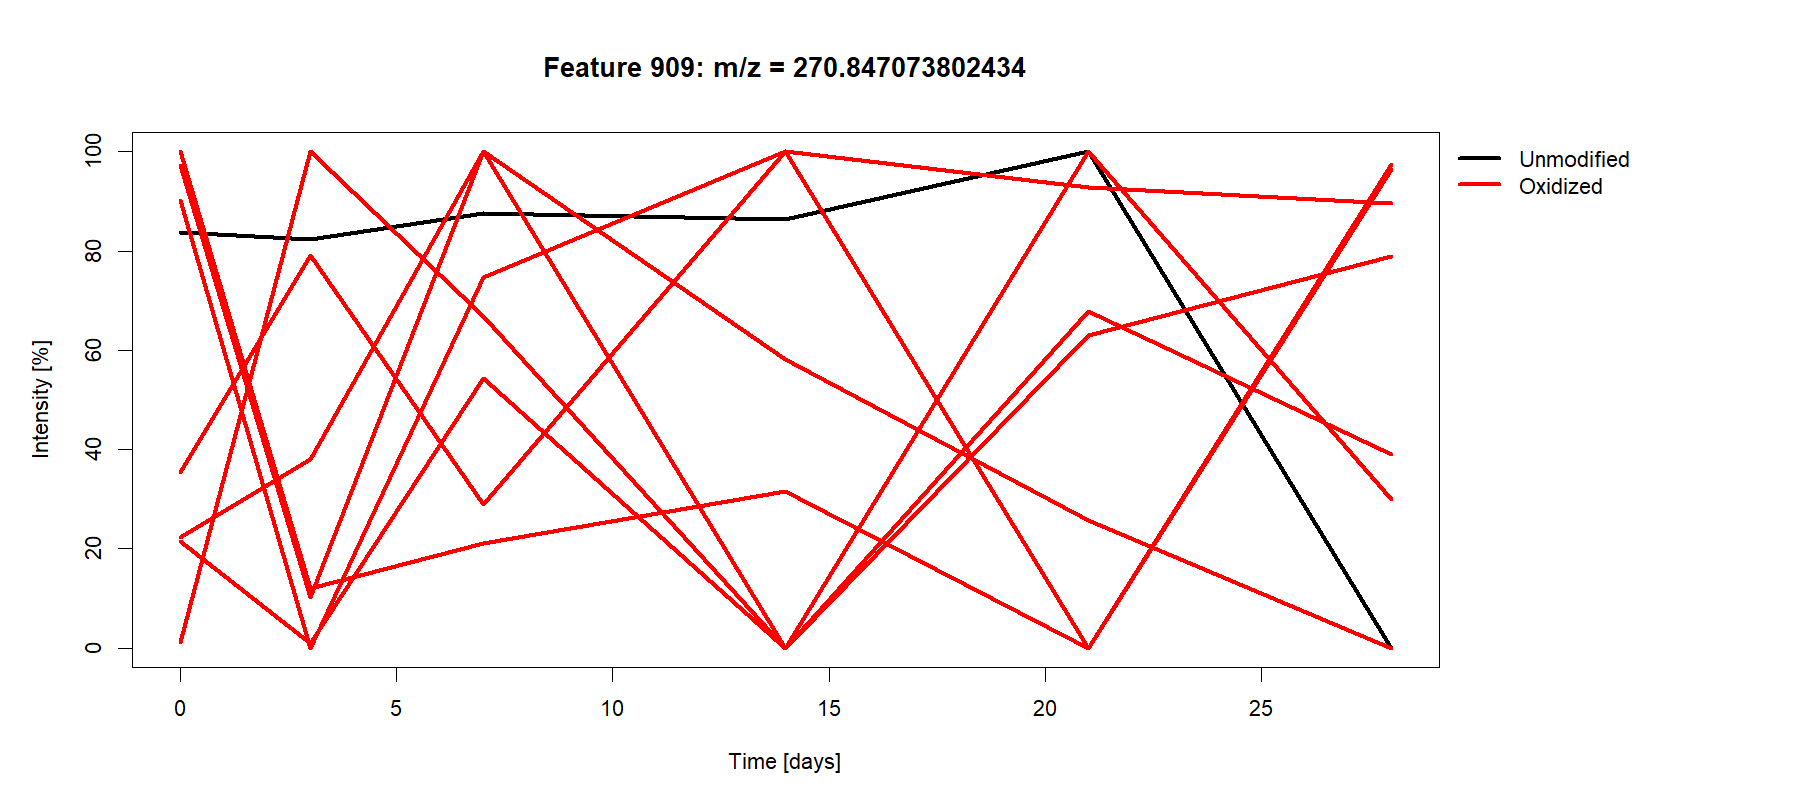 Feature 909: m/z = 270.847073802434
Unmodified
Oxidized
Intensity [%]
100
80
60
40
20
0
0 5 10 15 20 25
Time [days]